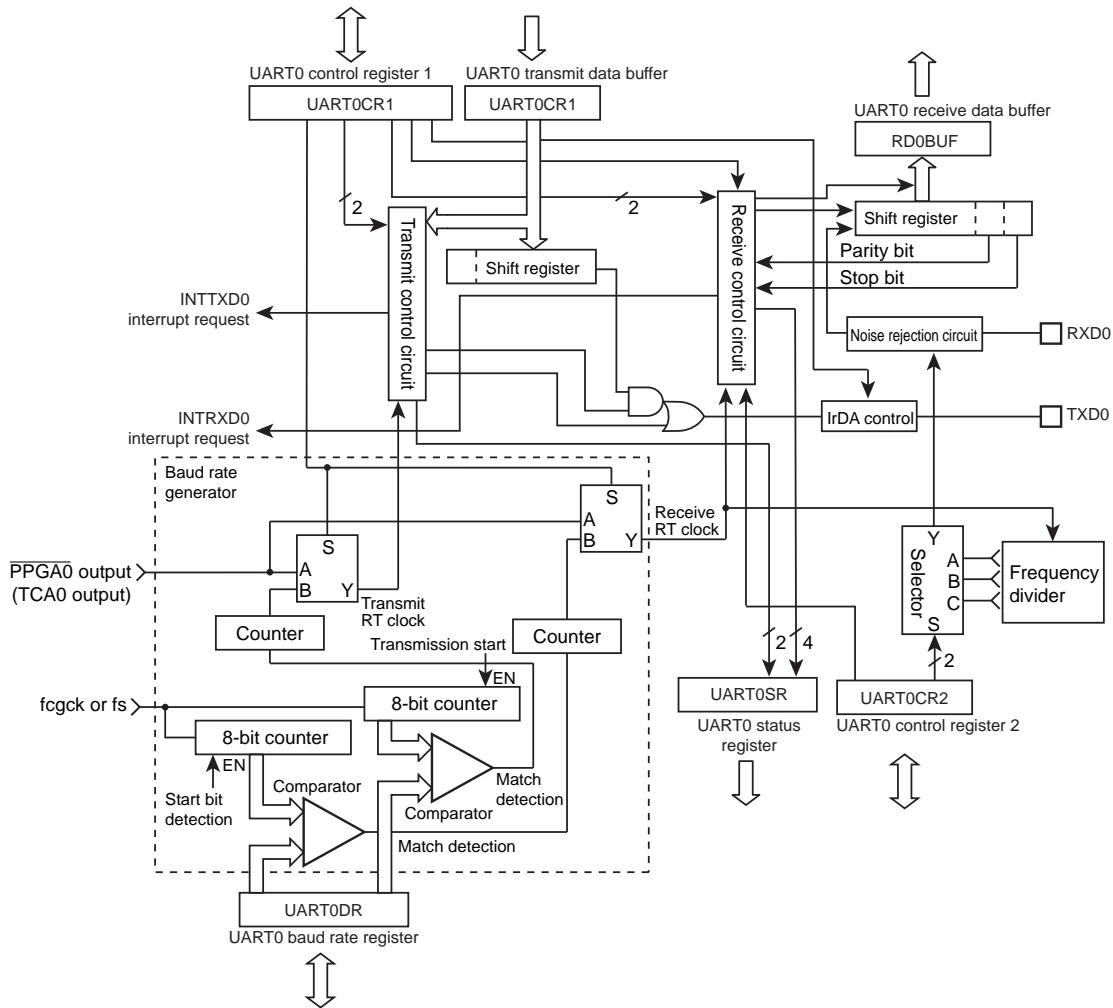 UART0 control register 1
UART0CR1
UART0 transmit data buffer
UART0CR1
UART0 receive data buffer
RD0BUF
2
2
Transmit control circuit
Shift register
Receive control circuit
Shift register
Parity bit
Stop bit
INTTXD0
interrupt request
Noise rejection circuit
RXD0
INTRXD0
interrupt request
IrDA control
TXD0
Baud rate
generator
S
A
B
Y
Receive
RT clock
S
A
B
Y
Transmit
RT clock
PPGA0 output
(TCA0 output)
Selector
Y
A
B
C
S
Frequency
divider
Counter
Counter
Transmission start
EN
2
4
2
fcgck or fs
8-bit counter
8-bit counter
EN
Start bit
detection
Comparator
Comparator
Match
detection
Match detection
UART0SR
UART0 status
register
UART0CR2
UART0 control register 2
UART0DR
UART0 baud rate register